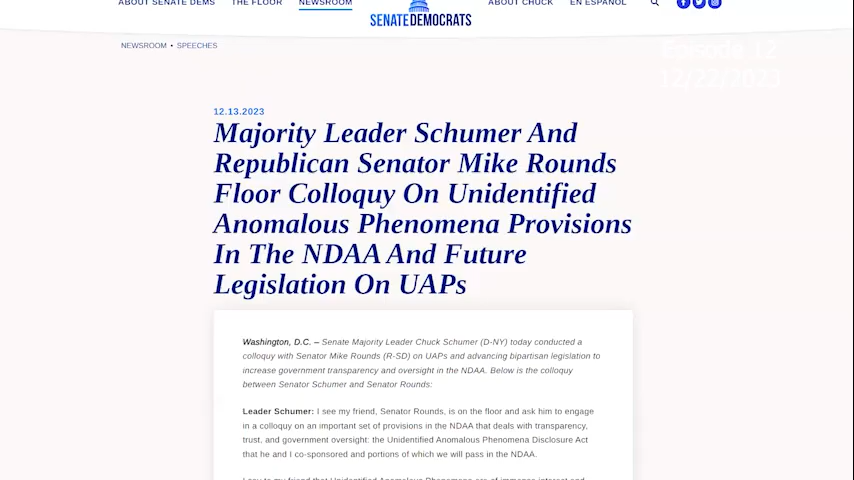 ABOUT SENATE DEMS THE FLOOR NEWSROOM SENATE DEMOCRATS ABOUT CHUCK EN ESPAÑOL
NEWSROOM • SPEECHES
Episode 12
12/22/2023
12.13.2023
Majority Leader Schumer And
Republican Senator Mike Rounds
Floor Colloquy On Unidentified
Anomalous Phenomena Provisions
In The NDAA And Future
Legislation On UAPs
Washington, D.C. – Senate Majority Leader Chuck Schumer (D-NY) today conducted a
colloquy with Senator Mike Rounds (R-SD) on UAPs and advancing bipartisan legislation to
increase government transparency and oversight in the NDAA. Below is the colloquy
between Senator Schumer and Senator Rounds:
Leader Schumer: I see my friend, Senator Rounds, is on the floor and ask him to engage
in a colloquy on an important set of provisions in the NDAA that deals with transparency,
trust, and government oversight: the Unidentified Anomalous Phenomena Disclosure Act
that he and I co-sponsored and portions of which we will pass in the NDAA.